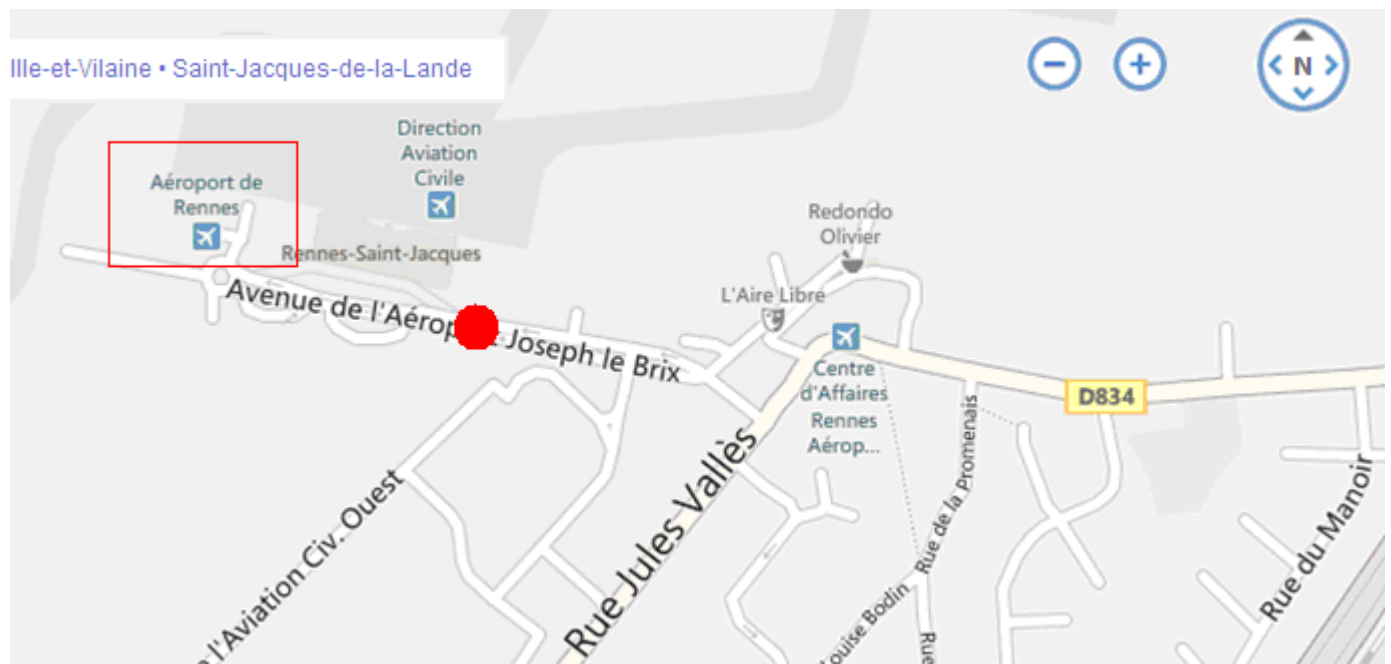 Ille-et-Vilaine • Saint-Jacques-de-la-Lande
N
Direction
Aviation
Civile
Aéroport de
Rennes
Rennes-Saint-Jacques
Redondo
Olivier
L'Aire Libre
Avenue de l'Aérop Joseph le Brix
Centre
d'Affaires
Rennes
Aérop...
D834
Rue Jules Vallès
Rue de la Promenais
Rue du Manoir
l'Aviation Civ. Ouest
ouise Bodin
Rue